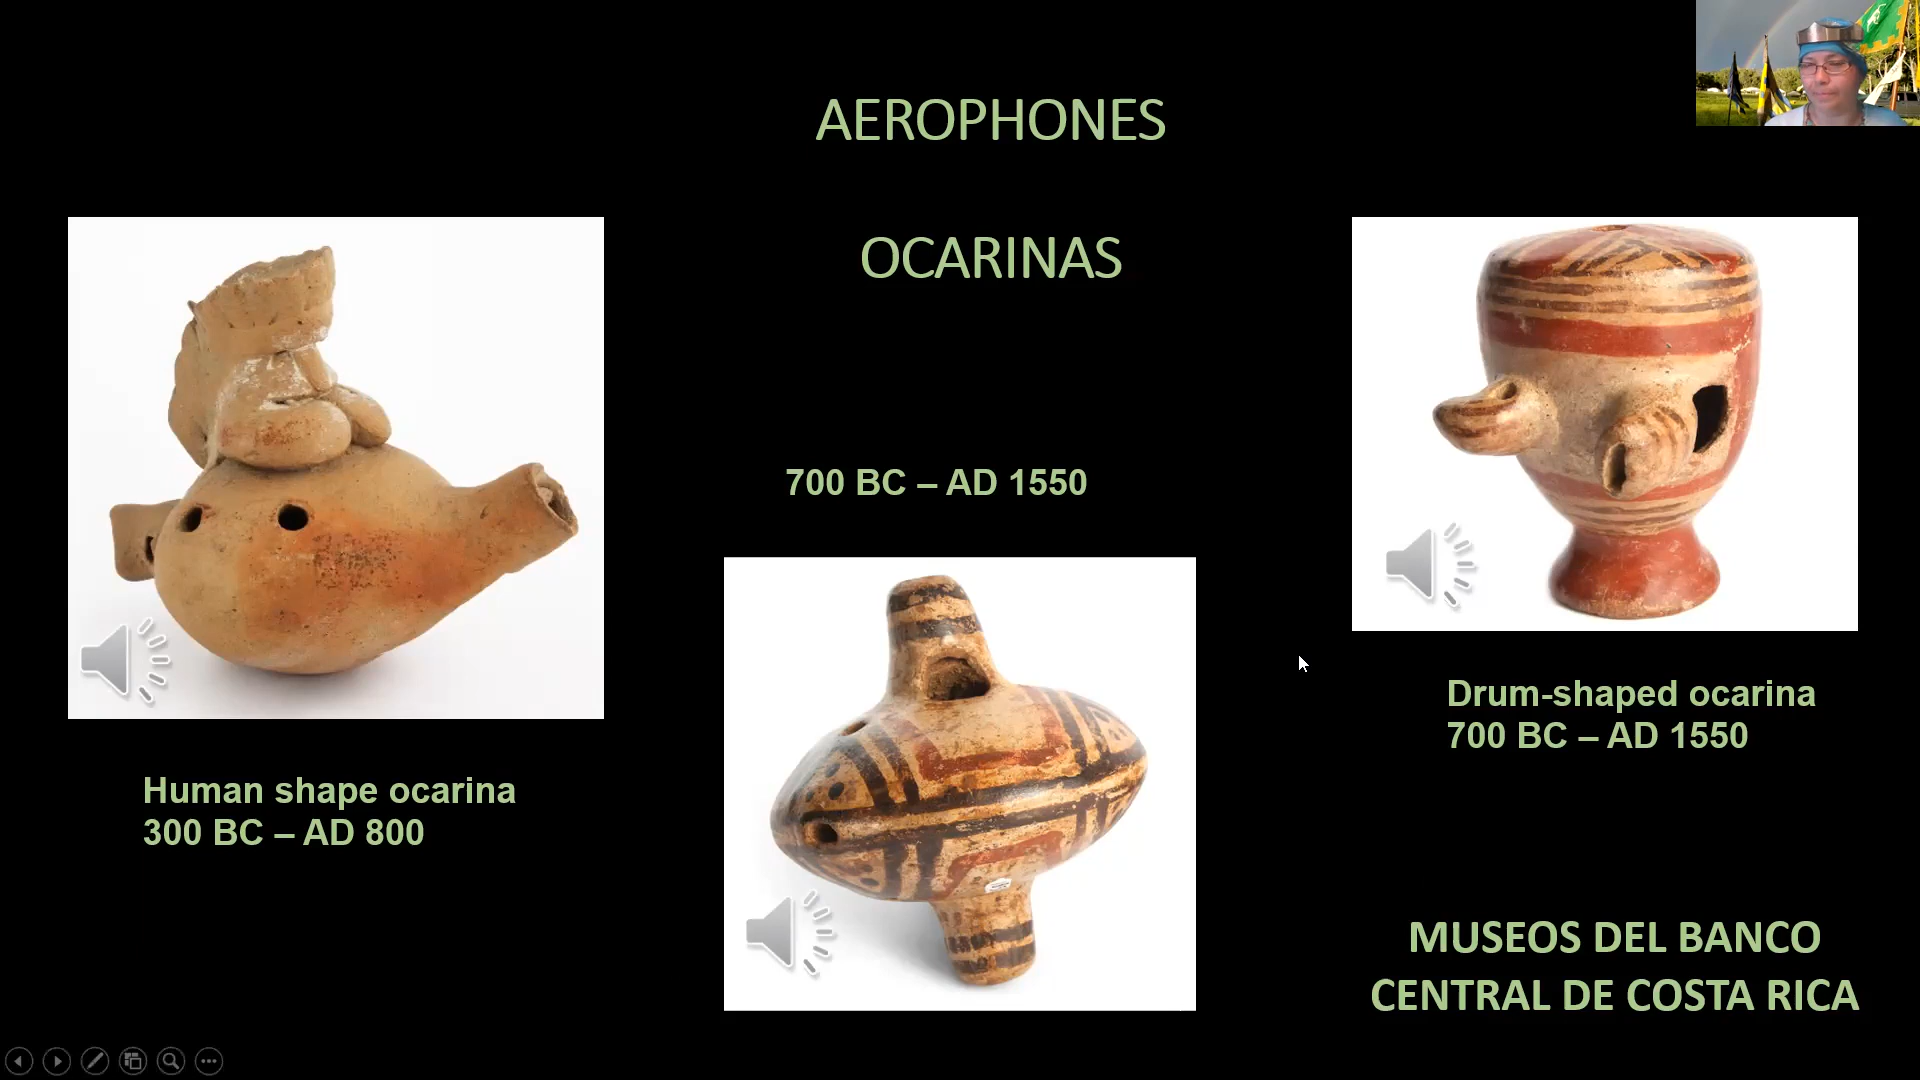 AEROPHONES
OCARINAS
700 BC – AD 1550
Human shape ocarina
300 BC – AD 800
Drum-shaped ocarina
700 BC – AD 1550
MUSEOS DEL BANCO
CENTRAL DE COSTA RICA